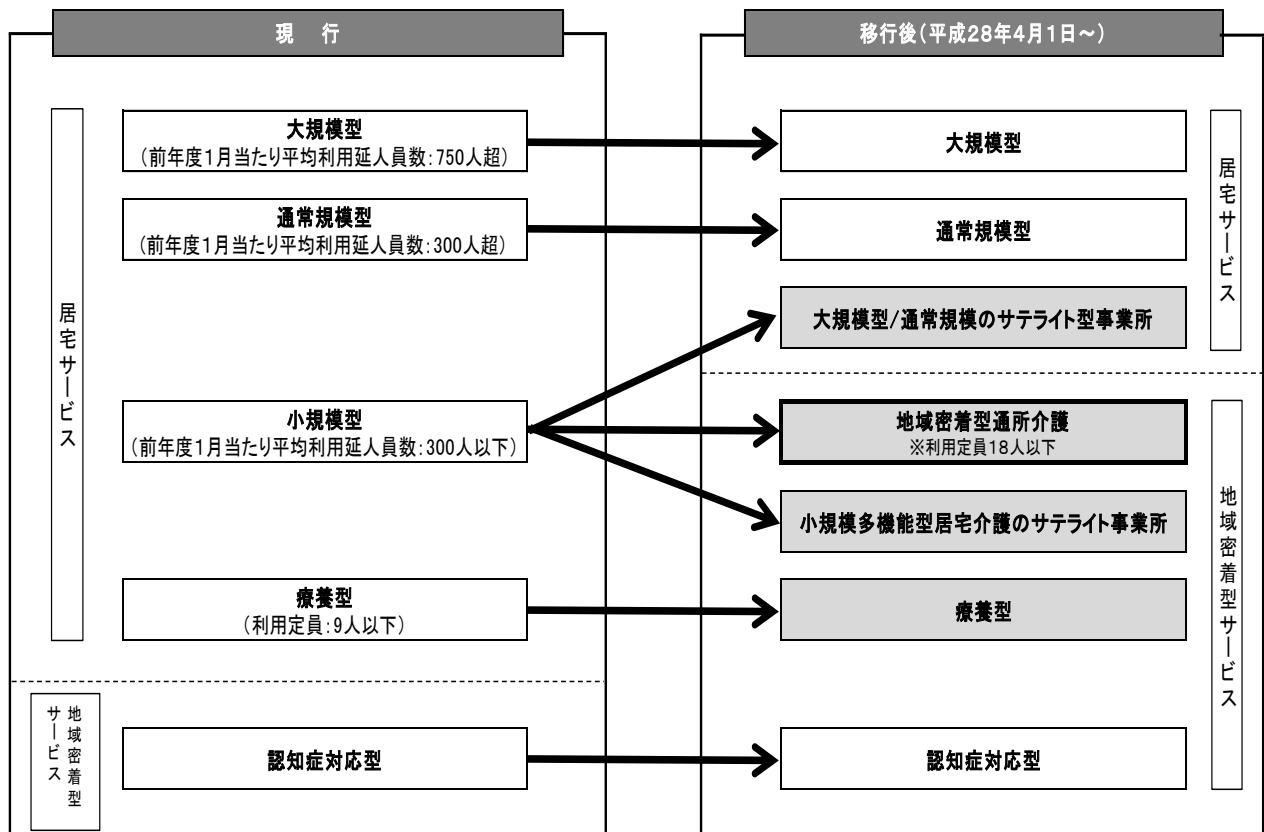 現 行
居宅サービス
大規模型
(前年度1月当たり平均利用延人員数:750人超)
通常規模型
(前年度1月当たり平均利用延人員数:300人超)
小規模型
(前年度1月当たり平均利用延人員数:300人以下)
療養型
(利用定員:9人以下)
地域密着型
サービス
認知症対応型
移行後(平成28年4月1日~)
大規模型
通常規模型
大規模型/通常規模のサテライト型事業所
居宅サービス
地域密着型通所介護
※利用定員18人以下
小規模多機能型居宅介護のサテライト事業所
療養型
認知症対応型
地域密着型サービス